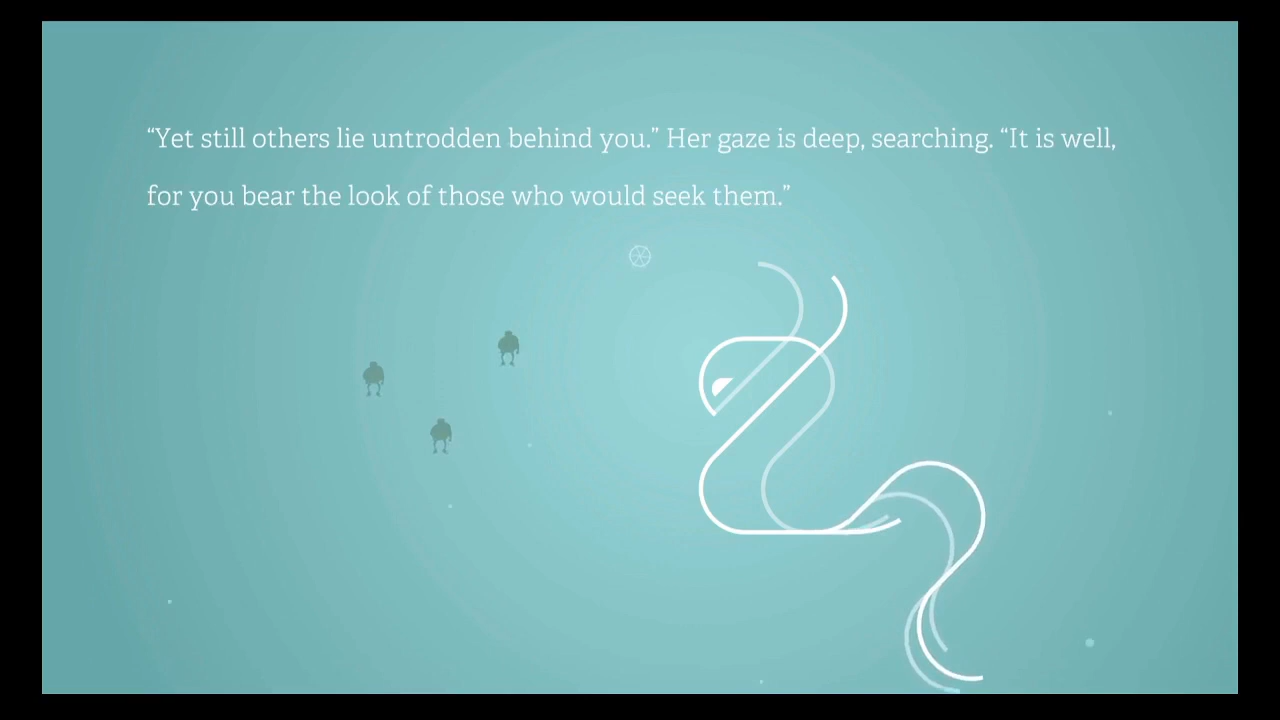 “Yet still others lie untrodden behind you.” Her gaze is deep, searching. “It is well,
for you bear the look of those who would seek them.”